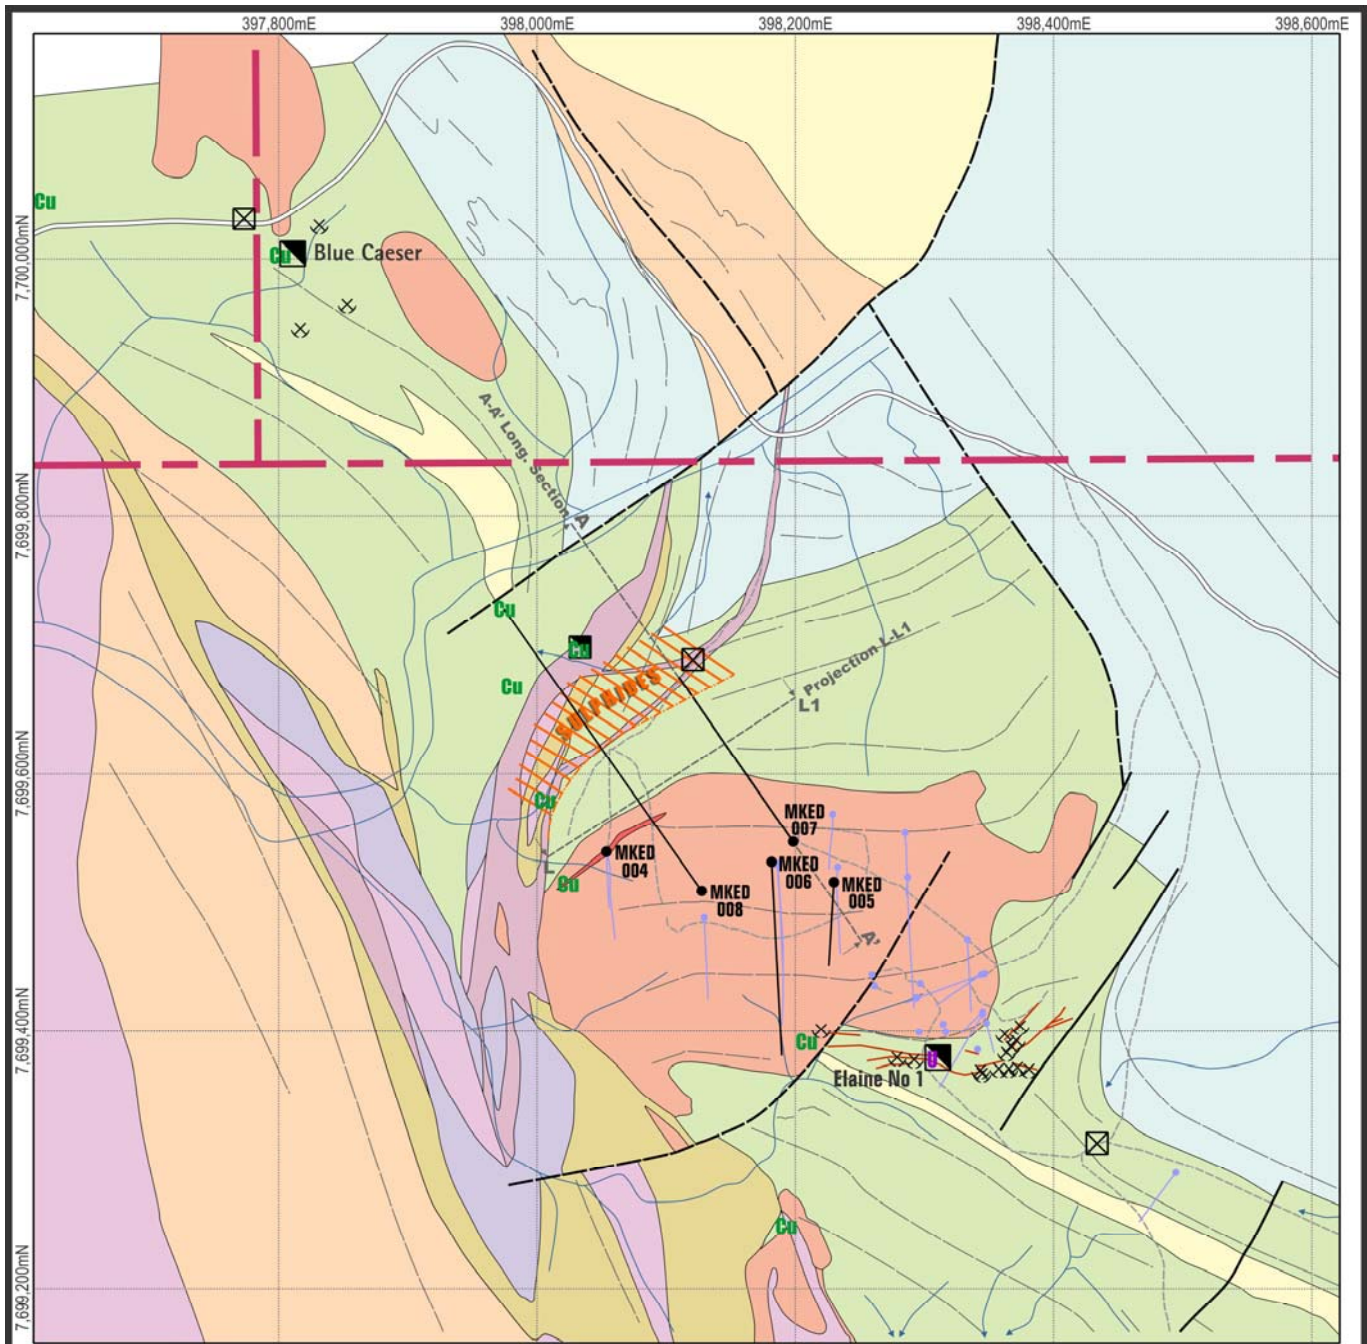 397,800mE
398,000mE
398,200mE
398,400mE
398,600mE
Cu
7,700,000mN
Cu
Blue Caeser
A-A' Long. Section
A
7,699,800mN
Cu
Cu
Cu
SULPHIDES
Projection L-L1
L1
7,699,600mN
Cu
MKED
007
MKED
004
MKED
006
MKED
005
MKED
008
L
Cu
A'
7,699,400mN
Cu
U
Elaine No 1
Cu
7,699,200mN